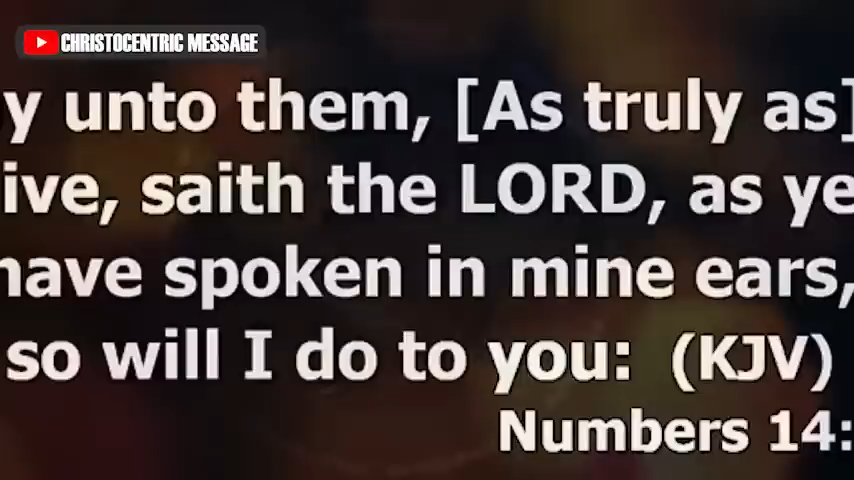 CHRISTOCENTRIC MESSAGE
y unto them, [As truly as]
ive, saith the LORD, as ye
have spoken in mine ears,
so will I do to you: (KJV)
Numbers 14: